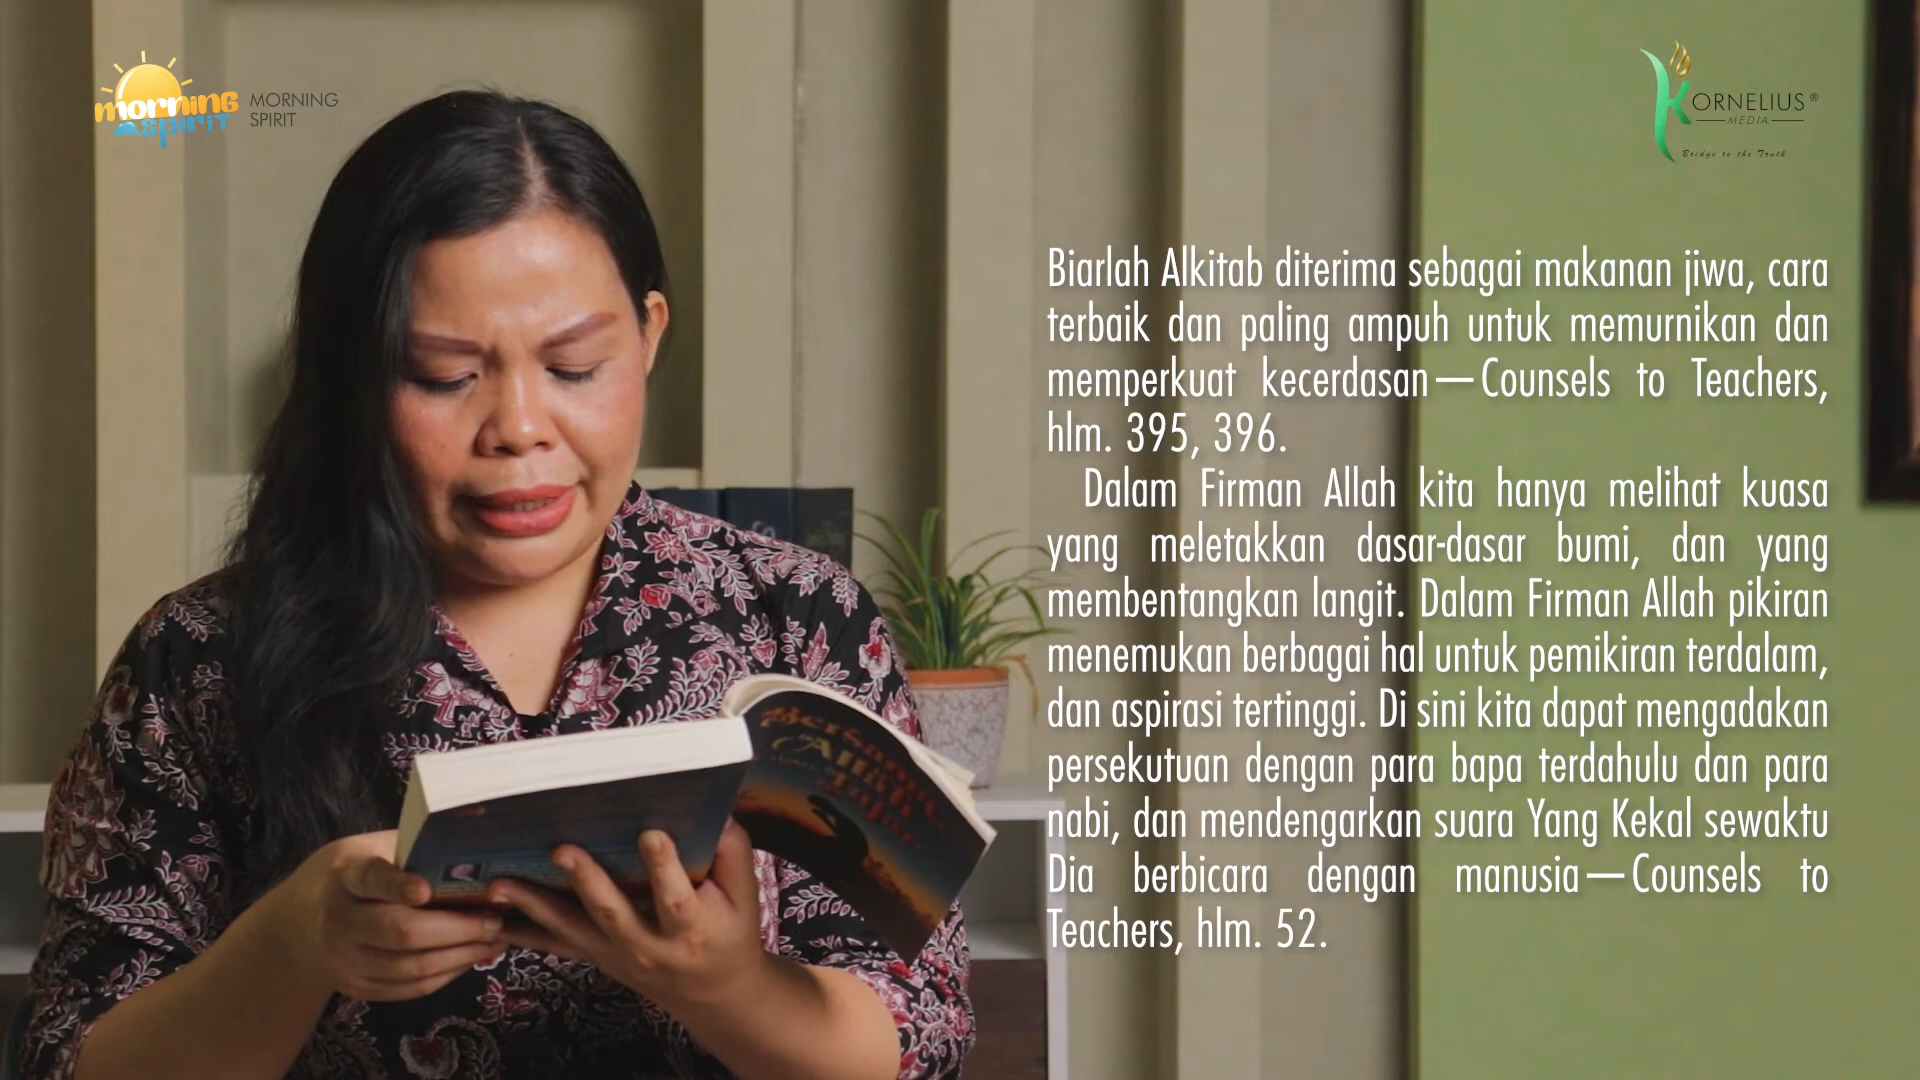 morning
spirit
MORNING
SPIRIT
KORNELIUS®
MEDIA
Bridge to the Truth
Biarlah Alkitab diterima sebagai makanan jiwa, cara
terbaik dan paling ampuh untuk memurnikan dan
memperkuat kecerdasan—Counsels to Teachers,
hlm. 395, 396.
Dalam Firman Allah kita hanya melihat kuasa
yang meletakkan dasar-dasar bumi, dan yang
membentangkan langit. Dalam Firman Allah pikiran
menemukan berbagai hal untuk pemikiran terdalam,
dan aspirasi tertinggi. Di sini kita dapat mengadakan
persekutuan dengan para bapa terdahulu dan para
nabi, dan mendengarkan suara Yang Kekal sewaktu
Dia berbicara dengan manusia—Counsels to
Teachers, hlm. 52.
Bersama
Allah
Fajar